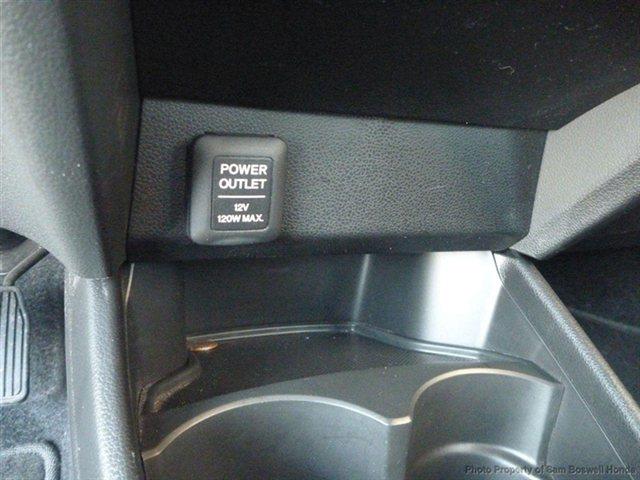 POWER
OUTLET
12V
120W MAX.
Photo Property of Sam Boswell Honda